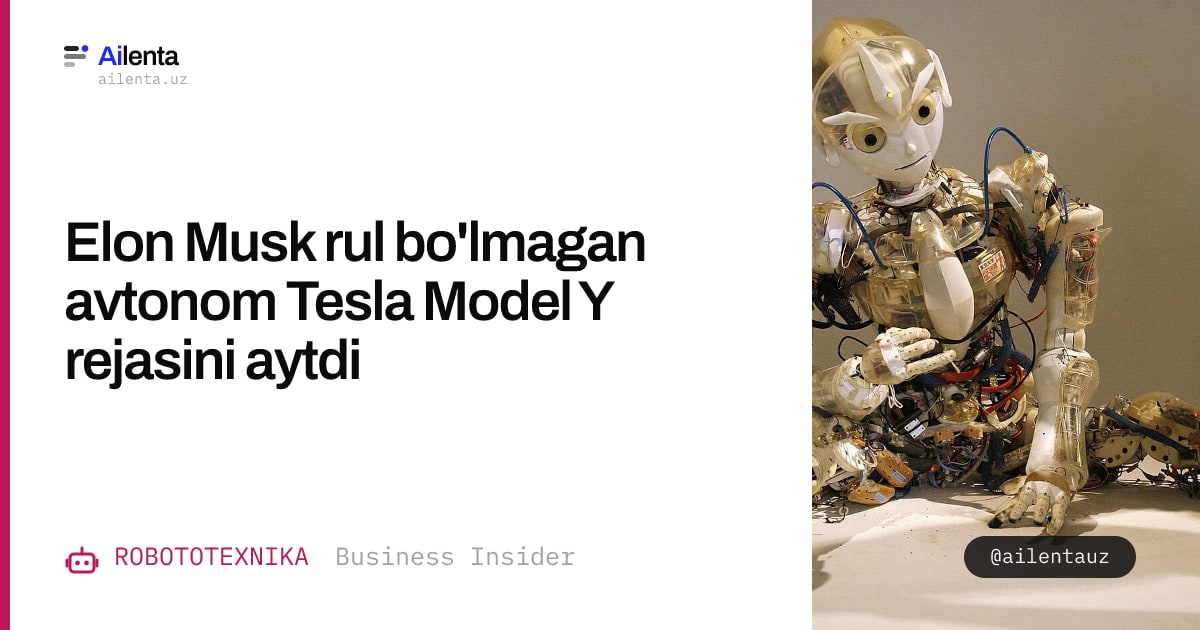 Ailenta
ailenta.uz
Elon Musk rul bo'lmagan
avtonom Tesla Model Y
rejasini aytdi
ROBOTOTEXNIKA Business Insider
@ailentauz